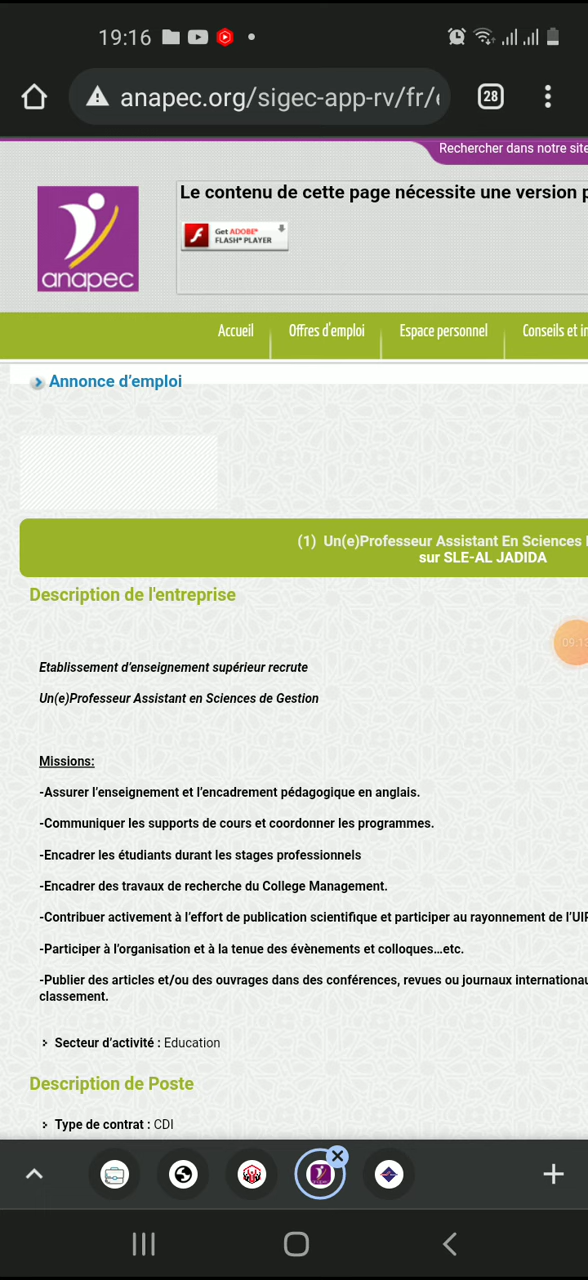 19:16
anapec.org/sigec-app-rv/fr/
28
Rechercher dans notre site
Le contenu de cette page nécessite une version
Get ADOBE®
FLASH® PLAYER
anapec
Accueil
Offres d'emploi
Espace personnel
Conseils et
Annonce d'emploi
(1) Un(e)Professeur Assistant En Sciences
sur SLE-AL JADIDA
Description de l'entreprise
09:13
Etablissement d'enseignement supérieur recrute
Un(e)Professeur Assistant en Sciences de Gestion
Missions:
-Assurer l'enseignement et l'encadrement pédagogique en anglais.
-Communiquer les supports de cours et coordonner les programmes.
-Encadrer les étudiants durant les stages professionnels
-Encadrer des travaux de recherche du College Management.
-Contribuer activement à l'effort de publication scientifique et participer au rayonnement de l'UIR
-Participer à l'organisation et à la tenue des évènements et colloques...etc.
-Publier des articles et/ou des ouvrages dans des conférences, revues ou journaux internationau
classement.
Secteur d'activité : Education
Description de Poste
Type de contrat : CDI